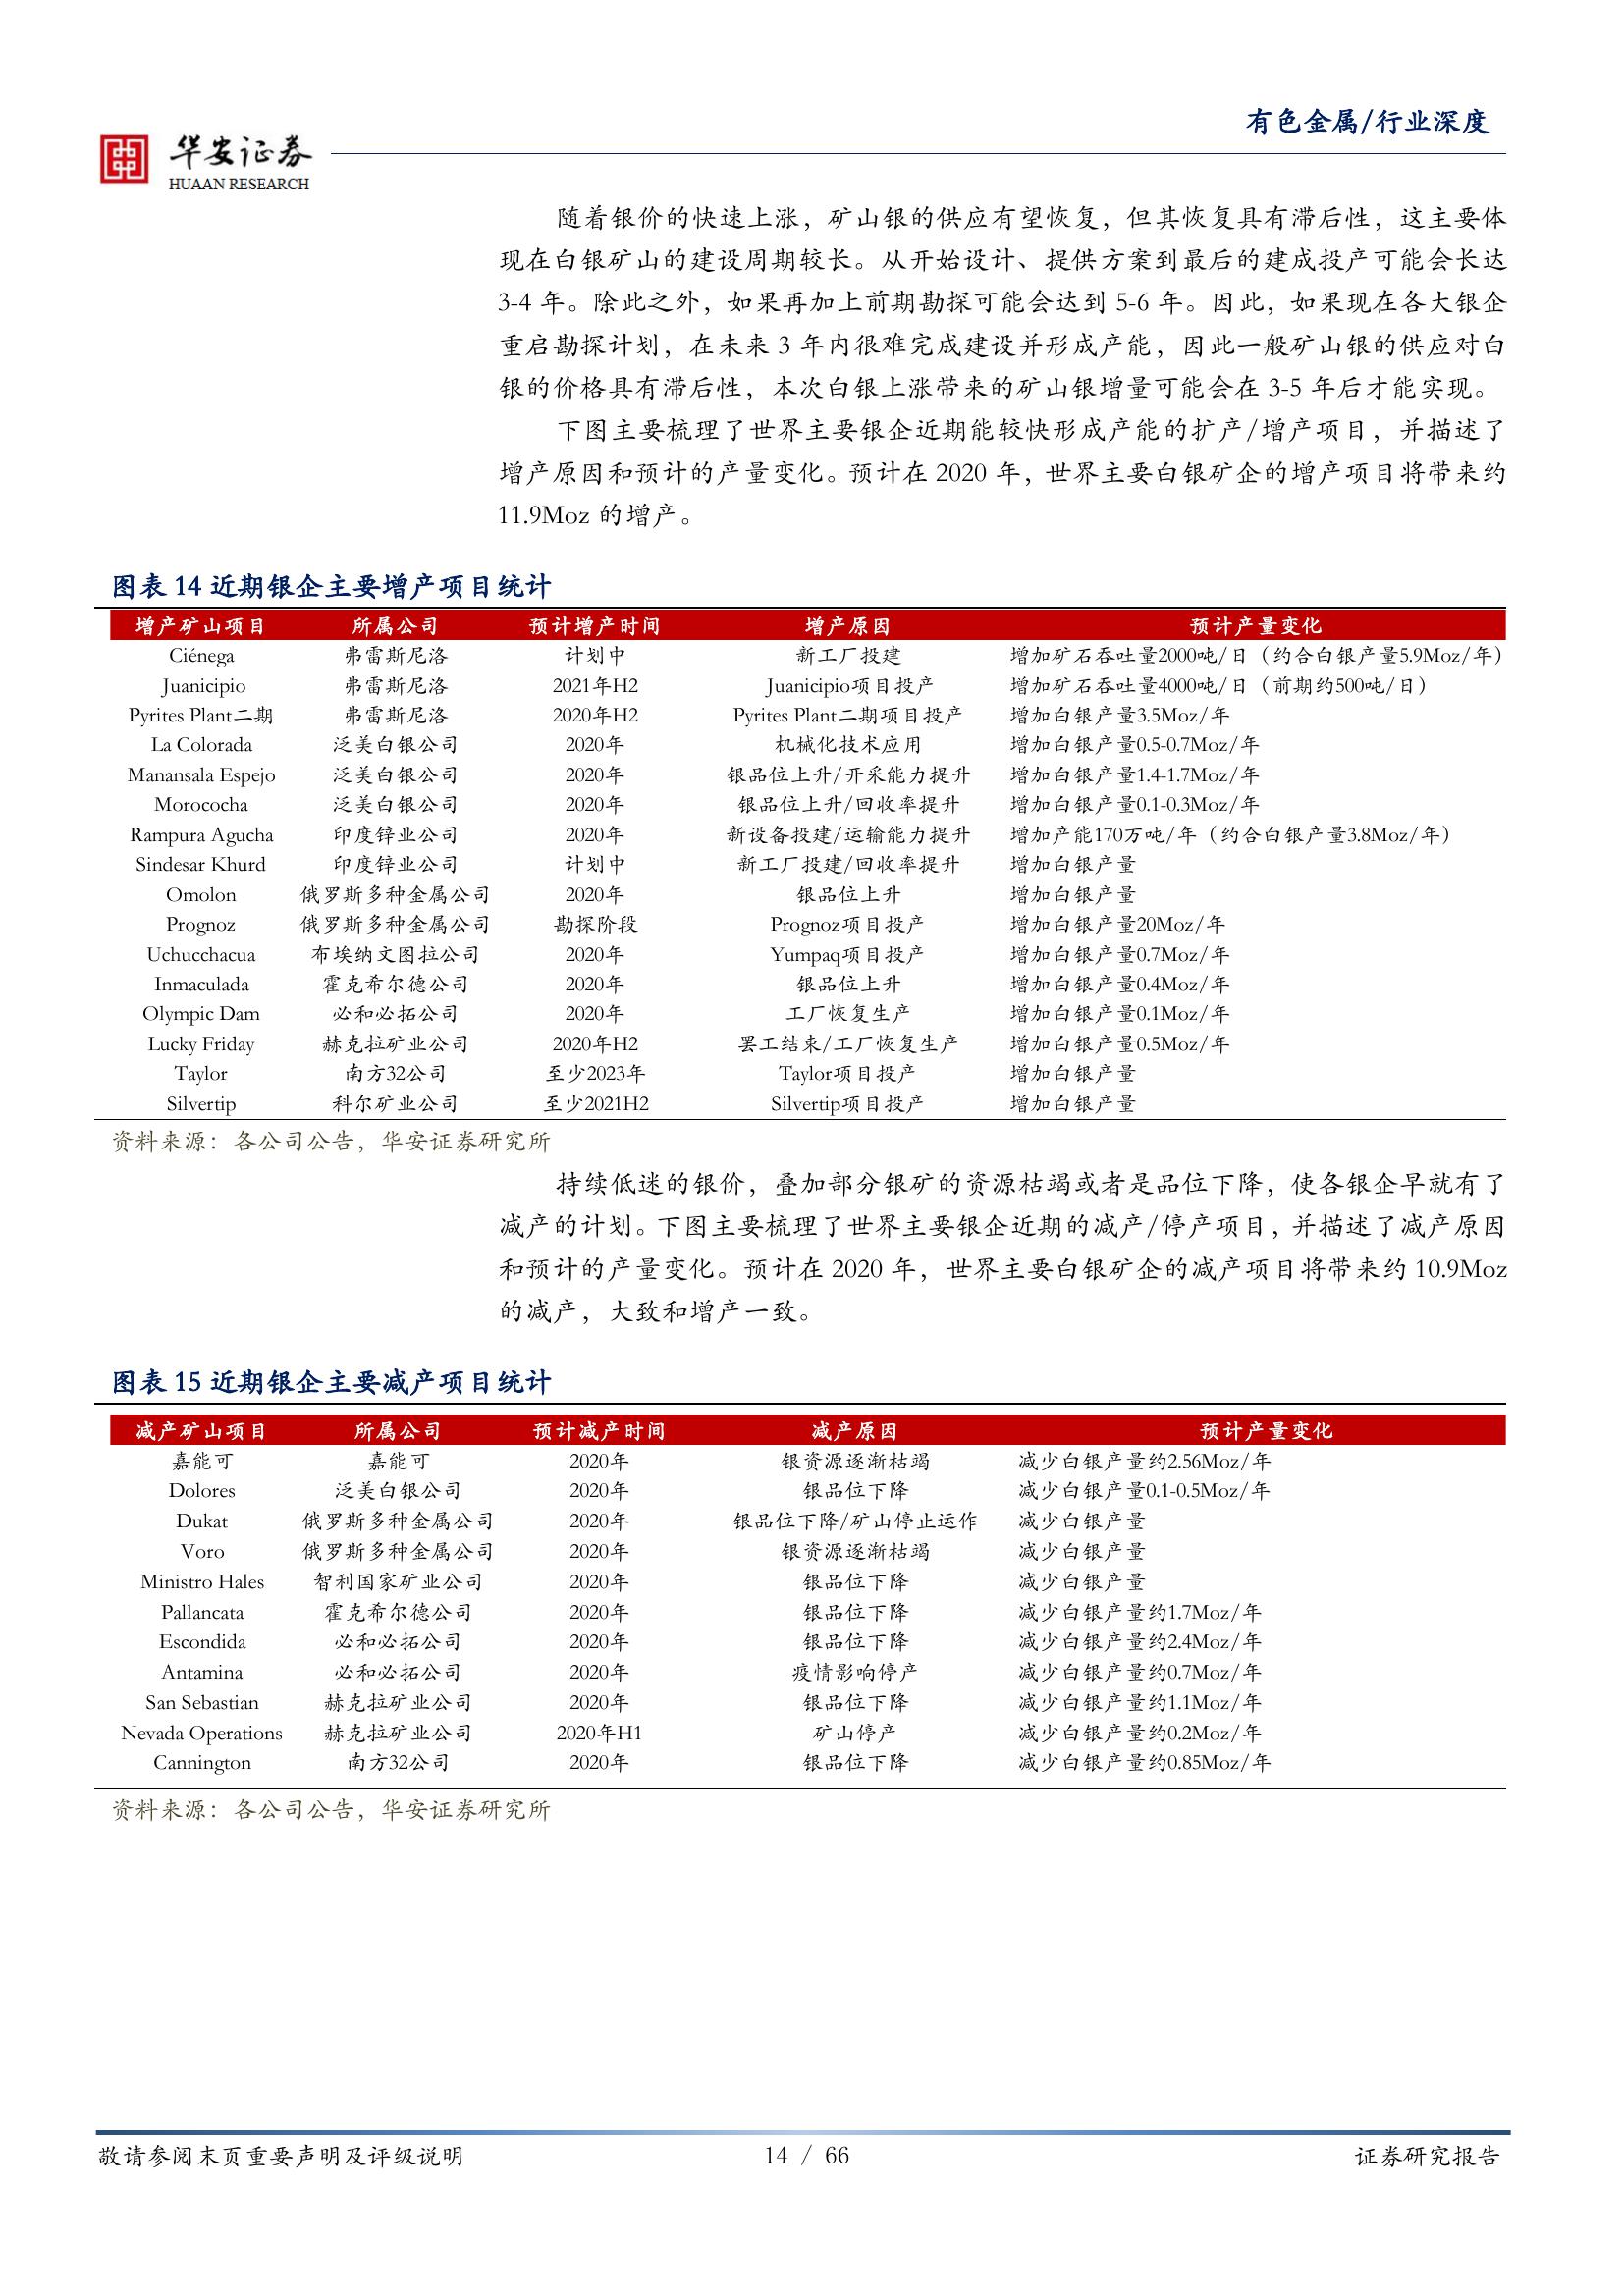 有色金属/行业深度
华安证券
HUAAN RESEARCH
随着银价的快速上涨，矿山银的供应有望恢复，但其恢复具有滞后性，这主要体
现在白银矿山的建设周期较长。从开始设计、提供方案到最后的建成投产可能会长达
3-4 年。除此之外，如果再加上前期勘探可能会达到 5-6 年。因此，如果现在各大银企
重启勘探计划，在未来 3 年内很难完成建设并形成产能，因此一般矿山银的供应对白
银的价格具有滞后性，本次白银上涨带来的矿山银增量可能会在 3-5 年后才能实现。
下图主要梳理了世界主要银企近期能较快形成产能的扩产/增产项目，并描述了
增产原因和预计的产量变化。预计在 2020 年，世界主要白银矿企的增产项目将带来约
11.9Moz 的增产。
图表 14 近期银企主要增产项目统计
增产矿山项目 所属公司 预计增产时间 增产原因 预计产量变化
Ciénega 弗雷斯尼洛 计划中 新工厂投建 增加矿石吞吐量2000吨/日（约合白银产量5.9Moz/年）
Juanicipio 弗雷斯尼洛 2021年H2 Juanicipio项目投产 增加矿石吞吐量4000吨/日（前期约500吨/日）
Pyrites Plant二期 弗雷斯尼洛 2020年H2 Pyrites Plant二期项目投产 增加白银产量3.5Moz/年
La Colorada 泛美白银公司 2020年 机械化技术应用 增加白银产量0.5-0.7Moz/年
Manansala Espejo 泛美白银公司 2020年 银品位上升/开采能力提升 增加白银产量1.4-1.7Moz/年
Morococha 泛美白银公司 2020年 银品位上升/回收率提升 增加白银产量0.1-0.3Moz/年
Rampura Agucha 印度锌业公司 2020年 新设备投建/运输能力提升 增加产能170万吨/年（约合白银产量3.8Moz/年）
Sindesar Khurd 印度锌业公司 计划中 新工厂投建/回收率提升 增加白银产量
Omolon 俄罗斯多种金属公司 2020年 银品位上升 增加白银产量
Prognoz 俄罗斯多种金属公司 勘探阶段 Prognoz项目投产 增加白银产量20Moz/年
Uchucchacua 布埃纳文图拉公司 2020年 Yumpaq项目投产 增加白银产量0.7Moz/年
Inmaculada 霍克希尔德公司 2020年 银品位上升 增加白银产量0.4Moz/年
Olympic Dam 必和必拓公司 2020年 工厂恢复生产 增加白银产量0.1Moz/年
Lucky Friday 赫克拉矿业公司 2020年H2 罢工结束/工厂恢复生产 增加白银产量0.5Moz/年
Taylor 南方32公司 至少2023年 Taylor项目投产 增加白银产量
Silvertip 科尔矿业公司 至少2021H2 Silvertip项目投产 增加白银产量
资料来源：各公司公告，华安证券研究所
持续低迷的银价，叠加部分银矿的资源枯竭或者是品位下降，使各银企早就有了
减产的计划。下图主要梳理了世界主要银企近期的减产/停产项目，并描述了减产原因
和预计的产量变化。预计在 2020 年，世界主要白银矿企的减产项目将带来约 10.9Moz
的减产，大致和增产一致。
图表 15 近期银企主要减产项目统计
减产矿山项目 所属公司 预计减产时间 减产原因 预计产量变化
嘉能可 嘉能可 2020年 银资源逐渐枯竭 减少白银产量约2.56Moz/年
Dolores 泛美白银公司 2020年 银品位下降 减少白银产量0.1-0.5Moz/年
Dukat 俄罗斯多种金属公司 2020年 银品位下降/矿山停止运作 减少白银产量
Voro 俄罗斯多种金属公司 2020年 银资源逐渐枯竭 减少白银产量
Ministro Hales 智利国家矿业公司 2020年 银品位下降 减少白银产量
Pallancata 霍克希尔德公司 2020年 银品位下降 减少白银产量约1.7Moz/年
Escondida 必和必拓公司 2020年 银品位下降 减少白银产量约2.4Moz/年
Antamina 必和必拓公司 2020年 疫情影响停产 减少白银产量约0.7Moz/年
San Sebastian 赫克拉矿业公司 2020年 银品位下降 减少白银产量约1.1Moz/年
Nevada Operations 赫克拉矿业公司 2020年H1 矿山停产 减少白银产量约0.2Moz/年
Cannington 南方32公司 2020年 银品位下降 减少白银产量约0.85Moz/年
资料来源：各公司公告，华安证券研究所
敬请参阅末页重要声明及评级说明 14 / 66 证券研究报告